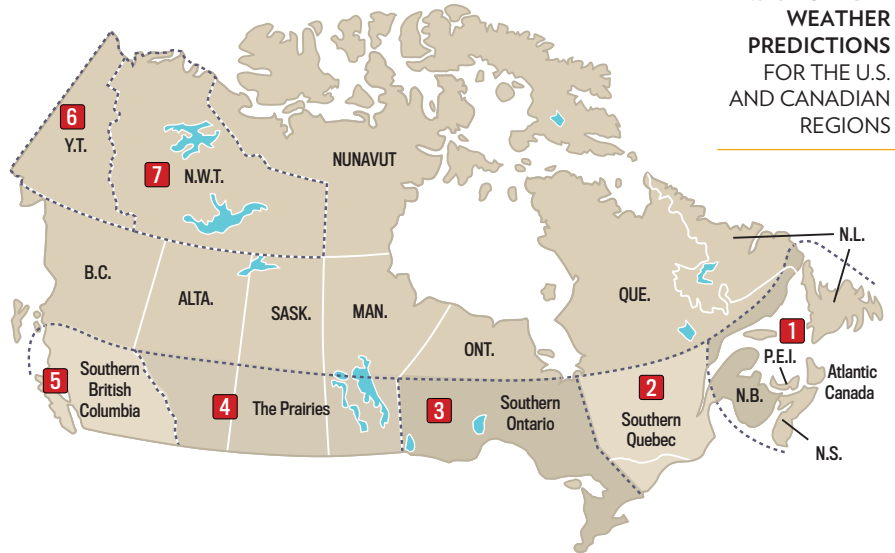 WEATHER
PREDICTIONS
FOR THE U.S.
AND CANADIAN
REGIONS
6
Y.T.
7
N.W.T.
NUNAVUT
N.L.
B.C.
ALTA.
SASK.
MAN.
ONT.
QUE.
1
P.E.I.
Atlantic
Canada
N.B.
N.S.
5
Southern
British
Columbia
4
The Prairies
3
Southern
Ontario
2
Southern
Quebec